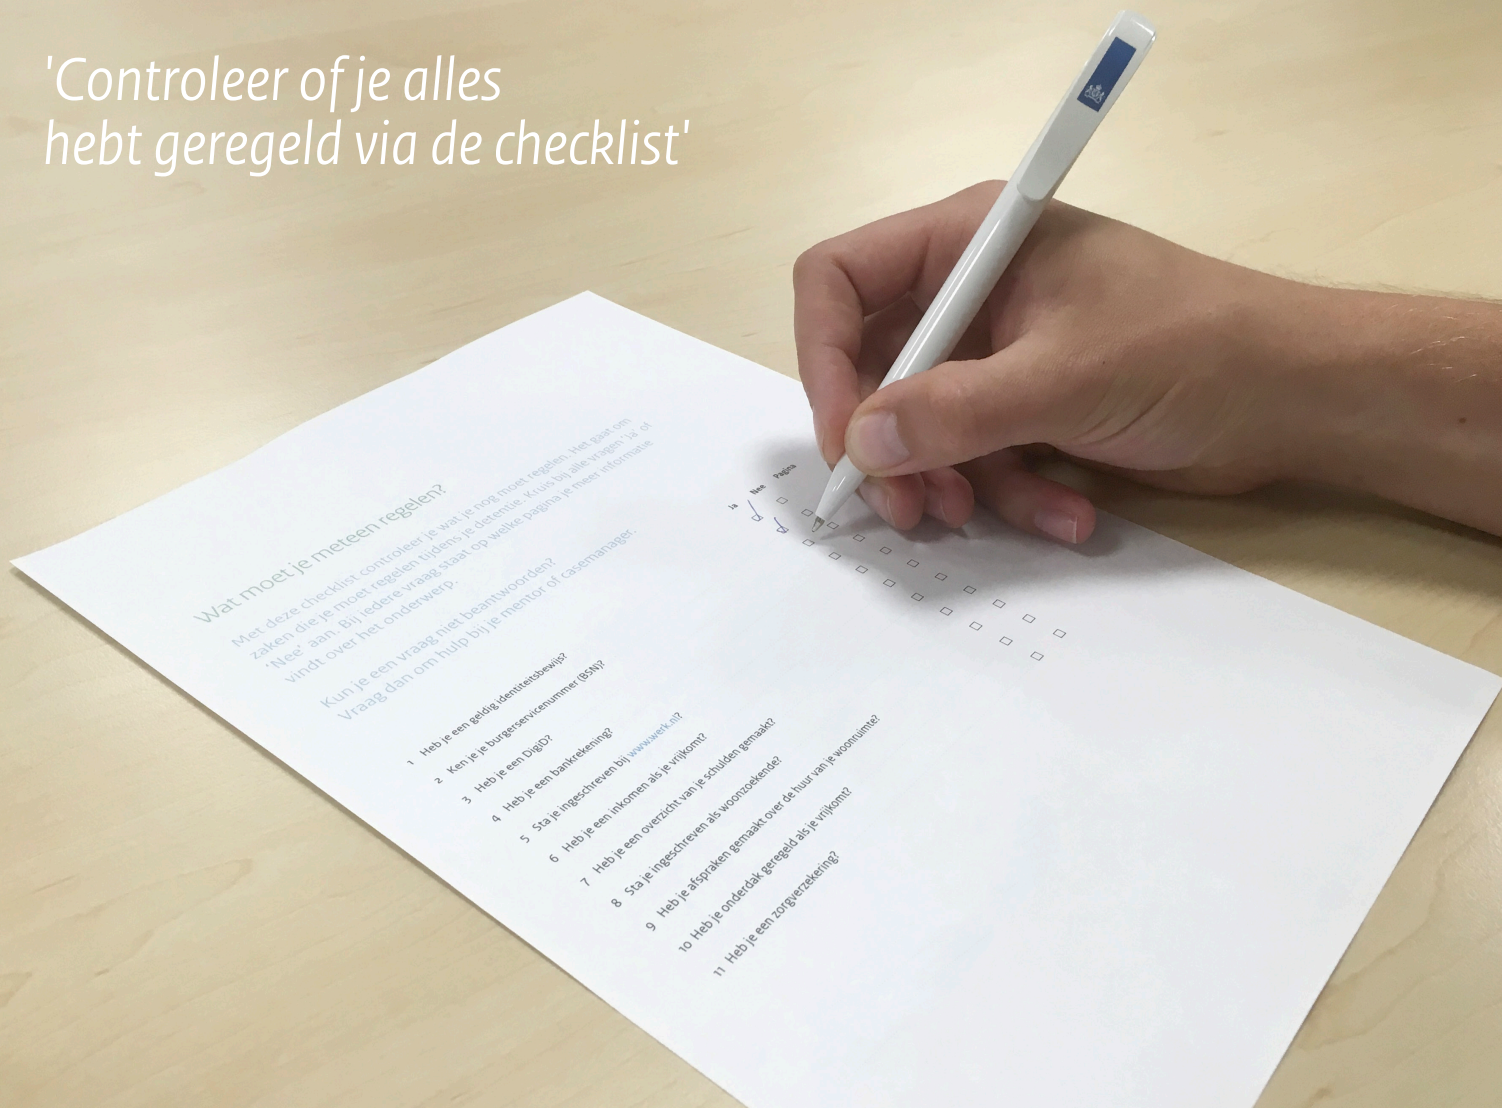 'Controleer of je alles
hebt geregeld via de checklist'
Wat moet je meteen regelen?
Met deze checklist controleer je wat je nog moet regelen. Het gaat om
zaken die je moet regelen tijdens je detentie. Kruis bij alle vragen 'Ja' of
'Nee' aan. Bij iedere vraag staat op welke pagina je meer informatie
vindt over het onderwerp.
Kun je een vraag niet beantwoorden?
Vraag dan om hulp bij je mentor of casemanager.
Ja Nee Pagina
1 Heb je een geldig identiteitsbewijs?
2 Ken je je burgerservicenummer (BSN)?
3 Heb je een DigiD?
4 Heb je een bankrekening?
5 Sta je ingeschreven bij www.werk.nl?
6 Heb je een inkomen als je vrijkomt?
7 Heb je een overzicht van je schulden gemaakt?
8 Sta je ingeschreven als woonzoekende?
9 Heb je afspraken gemaakt over de huur van je woonruimte?
10 Heb je onderdak geregeld als je vrijkomt?
11 Heb je een zorgverzekering?